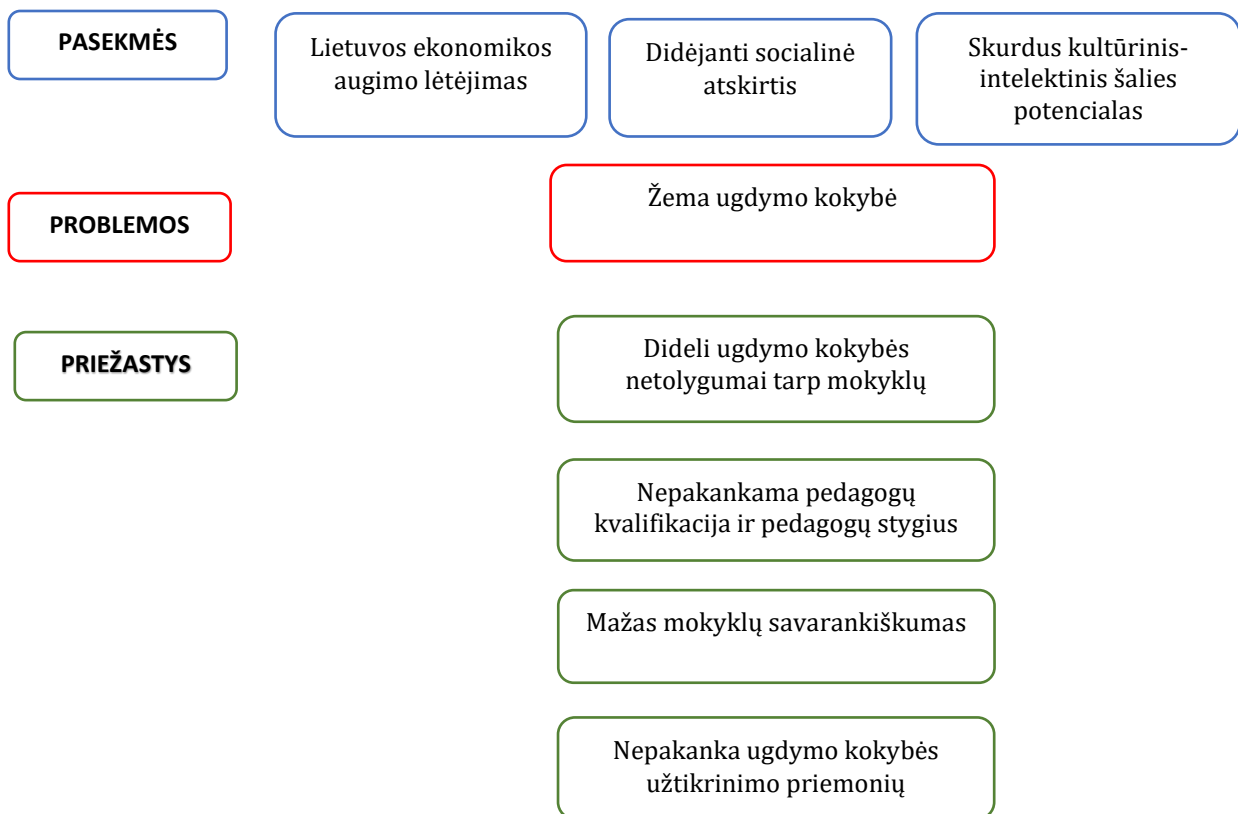 PASEKMĖS
Lietuvos ekonomikos
augimo lėtėjimas
Didėjanti socialinė
atskirtis
Skurdus kultūrinis-
intelektinis šalies
potencialas
PROBLEMOS
Žema ugdymo kokybė
PRIEŽASTYS
Dideli ugdymo kokybės
netolygumai tarp mokyklų
Nepakankama pedagogų
kvalifikacija ir pedagogų stygius
Mažas mokyklų savarankiškumas
Nepakanka ugdymo kokybės
užtikrinimo priemonių